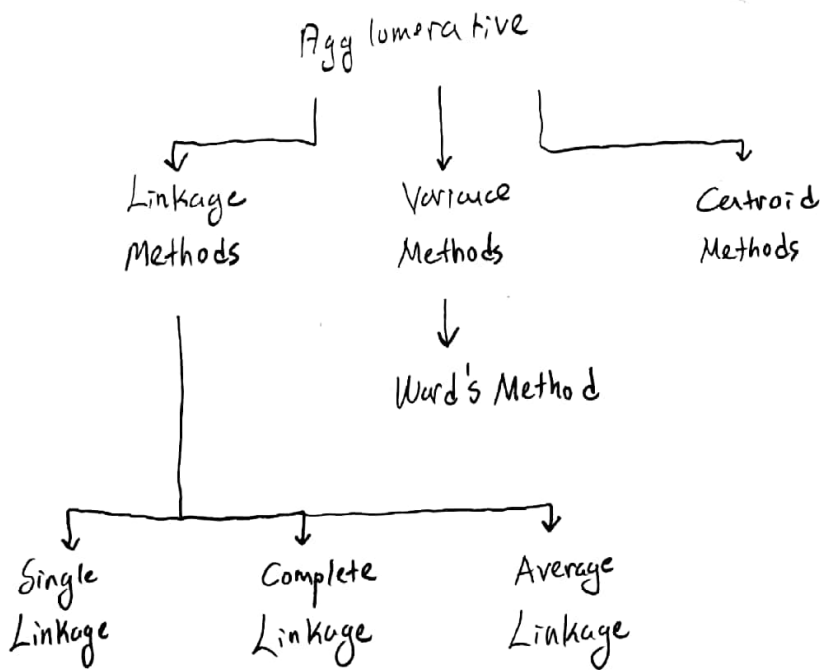 Agglomerative
Linkage Variance Centroid
Methods Methods Methods
Ward's Method
Single Complete Average
Linkage Linkage Linkage